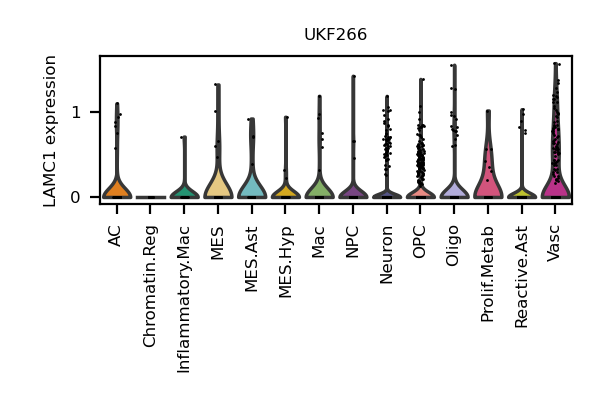 UKF266
LAMC1 expression
1
0
AC
Chromatin.Reg
Inflammatory.Mac
MES
MES.Ast
MES.Hyp
Mac
NPC
Neuron
OPC
Oligo
Prolif.Metab
Reactive.Ast
Vasc